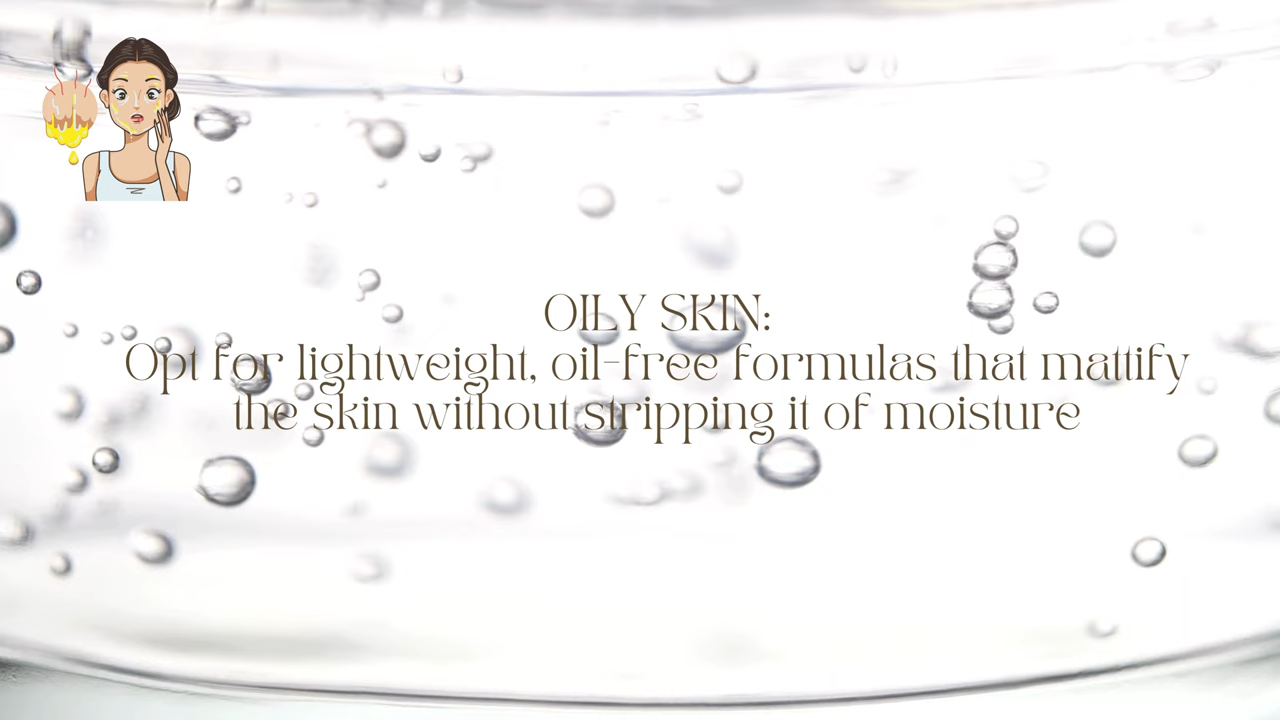 OILY SKIN:
Opt for lightweight, oil-free formulas that mattify
the skin without stripping it of moisture